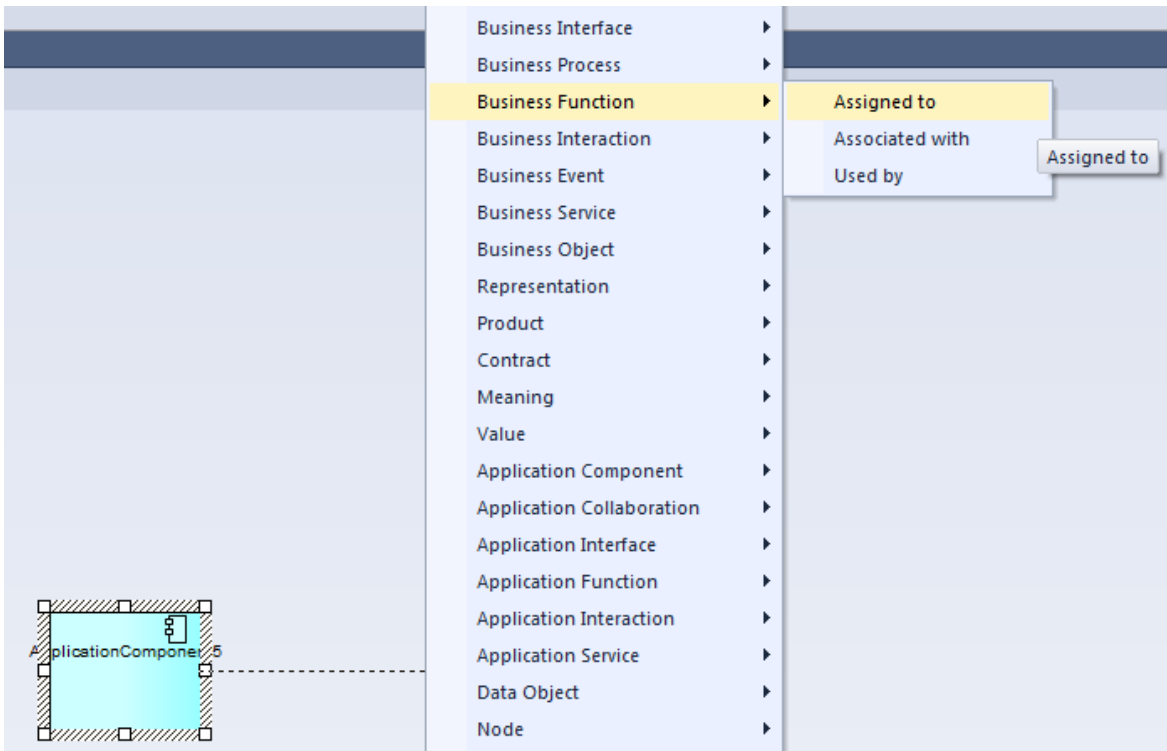 Business Interface
Business Process
Business Function
Assigned to
Business Interaction
Associated with
Assigned to
Business Event
Used by
Business Service
Business Object
Representation
Product
Contract
Meaning
Value
Application Component
Application Collaboration
Application Interface
Application Function
Application Interaction
ApplicationComponent5
Application Service
Data Object
Node